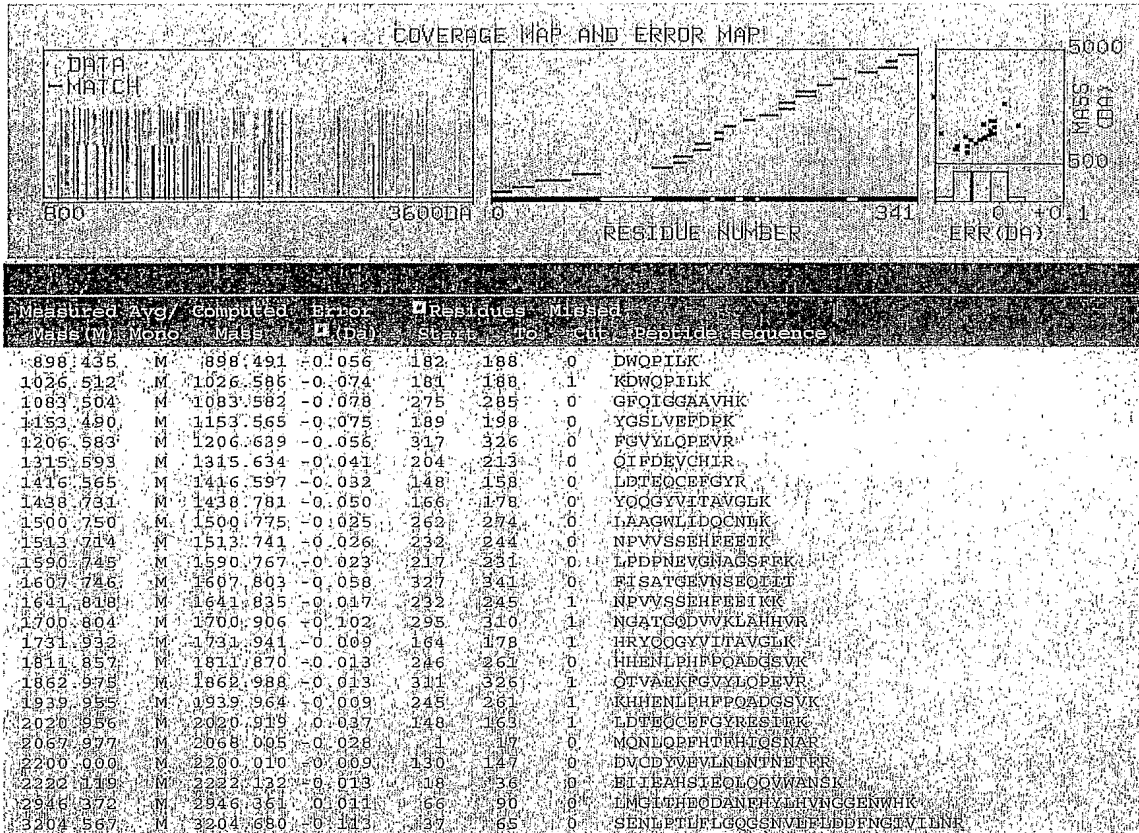 COVERAGE MAP AND ERROR MAP
DATA
MATCH
5000
MASS (DA)
500
800 3600DA 0 341 0 +0.1
RESIDUE NUMBER ERR(DA)
Measured Avg/ Computed Error Residues Missed
Mass(M) Mono Mass (Da) Start To Cut Peptide sequence
898.435 M 898.491 -0.056 182 188 0 DWQPILK
1026.512 M 1026.586 -0.074 181 188 1 KDWQPILK
1083.504 M 1083.582 -0.078 275 285 0 GFQIGGAAVHK
1153.490 M 1153.565 -0.075 189 198 0 YGSLVEFDPK
1206.583 M 1206.639 -0.056 317 326 0 FGVYLQPEVR
1315.593 M 1315.634 -0.041 204 213 0 QIFDEVCHIR
1416.565 M 1416.597 -0.032 148 158 0 LDTEQCEFGYR
1438.731 M 1438.781 -0.050 166 178 0 YQQGYVITAVGLK
1500.750 M 1500.775 -0.025 262 274 0 LAAGWLIDQCNLK
1513.714 M 1513.741 -0.026 232 244 0 NPVVSSEHFEEIK
1590.745 M 1590.767 -0.023 217 231 0 LPDPNEVGNAGSFFK
1607.746 M 1607.803 -0.058 327 341 0 FISATGEVNSEQIIT
1641.818 M 1641.835 -0.017 232 245 1 NPVVSSEHFEEIKK
1700.804 M 1700.906 -0.102 295 310 1 NGATGQDVVKLAHHVR
1731.932 M 1731.941 -0.009 164 178 1 HRYQQGYVITAVGLK
1811.857 M 1811.870 -0.013 246 261 0 HHENLPHFPQADGSVK
1862.975 M 1862.988 -0.013 311 326 1 QTVAEKFGVYLQPEVR
1939.955 M 1939.964 -0.009 245 261 1 KHHENLPHFPQADGSVK
2020.956 M 2020.919 0.037 148 163 1 LDTEQCEFGYRESIFK
2067.977 M 2068.005 -0.028 1 17 0 MQNLQPFHTFHIQSNAR
2200.000 M 2200.010 -0.009 130 147 0 DVCDYVEVLNLNTNETFR
2222.119 M 2222.132 -0.013 18 36 0 EIIEAHSIEQLQQVWANSK
2946.372 M 2946.361 0.011 66 90 0 LMGITHEQDANFHYLHVNGGENWHK
3204.567 M 3204.680 -0.113 37 65 0 SENLPTLFLGQGSNVLFLDDFNGTVILNR